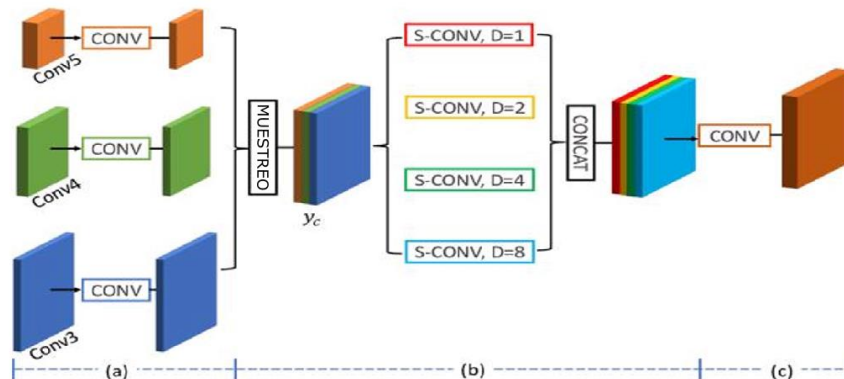 CONV
Conv5
CONV
Conv4
CONV
Conv3
MUESTREO
y_c
S-CONV, D=1
S-CONV, D=2
S-CONV, D=4
S-CONV, D=8
CONCAT
CONV
(a)
(b)
(c)